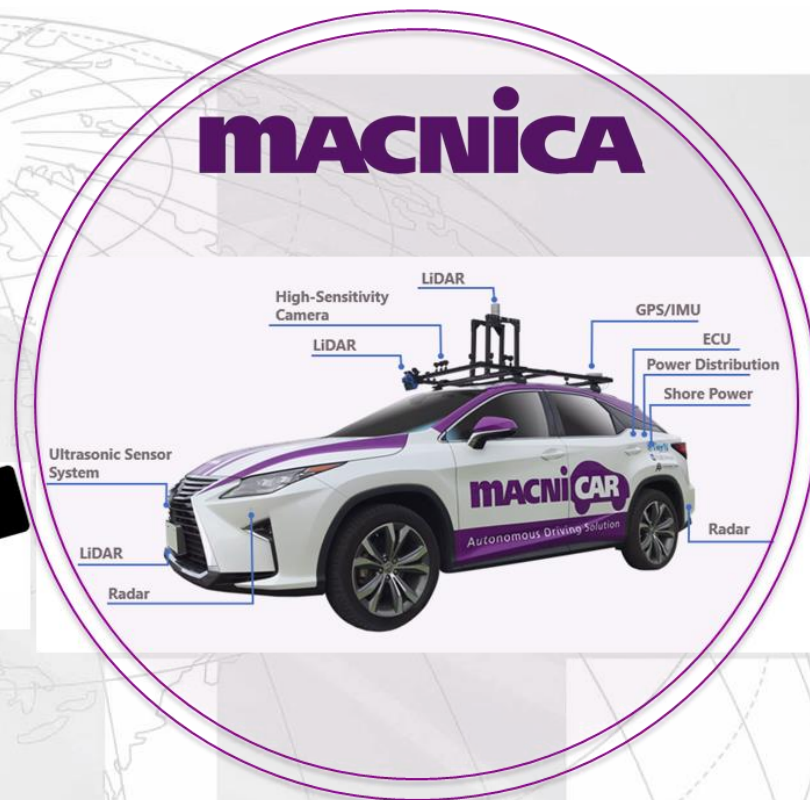 macnica
LiDAR
High-Sensitivity
Camera
GPS/IMU
LiDAR
ECU
Power Distribution
Shore Power
Ultrasonic Sensor
System
macniCAR
Autonomous Driving Solution
Radar
LiDAR
Radar